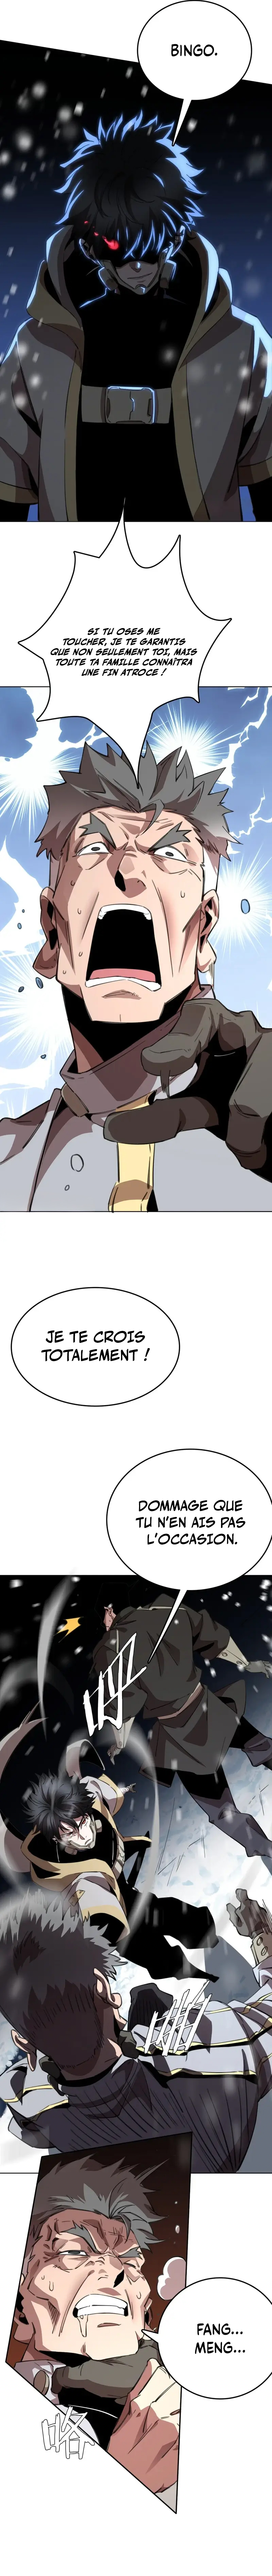 BINGO.
SI TU OSES ME
TOUCHER, JE TE GARANTIS
QUE NON SEULEMENT TOI, MAIS
TOUTE TA FAMILLE CONNAÎTRA
UNE FIN ATROCE !
JE TE CROIS
TOTALEMENT !
DOMMAGE QUE
TU N'EN AIS PAS
L'OCCASION.
FANG...
MENG...